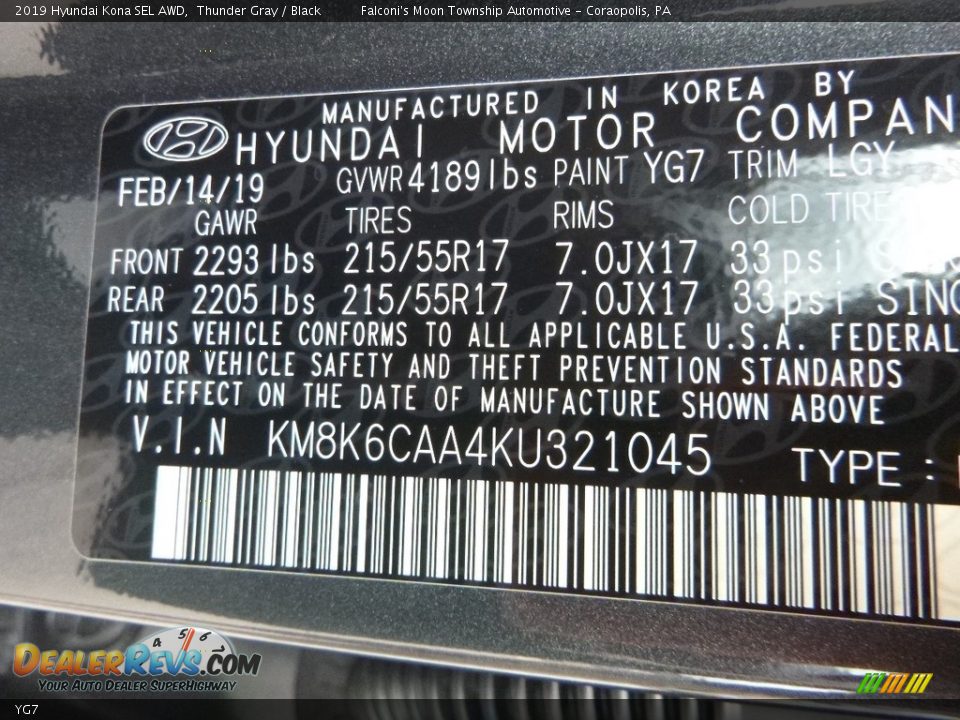 2019 Hyundai Kona SEL AWD, Thunder Gray / Black Falconi's Moon Township Automotive - Coraopolis, PA
MANUFACTURED IN KOREA BY
HYUNDAI MOTOR COMPAN
FEB/14/19 GVWR 4189 lbs PAINT YG7 TRIM LGY
GAWR TIRES RIMS COLD TIRE
FRONT 2293 lbs 215/55R17 7.0JX17 33 psi
REAR 2205 lbs 215/55R17 7.0JX17 33 psi SING
THIS VEHICLE CONFORMS TO ALL APPLICABLE U.S.A. FEDERAL
MOTOR VEHICLE SAFETY AND THEFT PREVENTION STANDARDS
IN EFFECT ON THE DATE OF MANUFACTURE SHOWN ABOVE
V.I.N KM8K6CAA4KU321045 TYPE :
4 5 6
DEALERREVS.COM
YOUR AUTO DEALER SUPERHIGHWAY
YG7